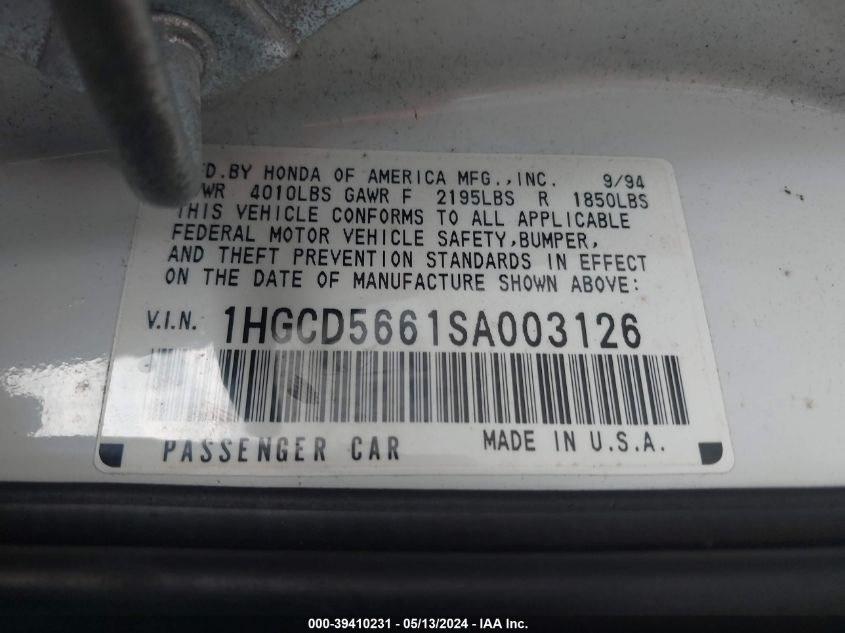 MFD.BY HONDA OF AMERICA MFG.,INC. 9/94
4010LBS GAWR F 2195LBS R 1850LBS
THIS VEHICLE CONFORMS TO ALL APPLICABLE
FEDERAL MOTOR VEHICLE SAFETY,BUMPER,
AND THEFT PREVENTION STANDARDS IN EFFECT
ON THE DATE OF MANUFACTURE SHOWN ABOVE:
V.I.N. 1HGCD5661SA003126
PASSENGER CAR MADE IN U.S.A.
000-39410231 - 05/13/2024 - IAA Inc.